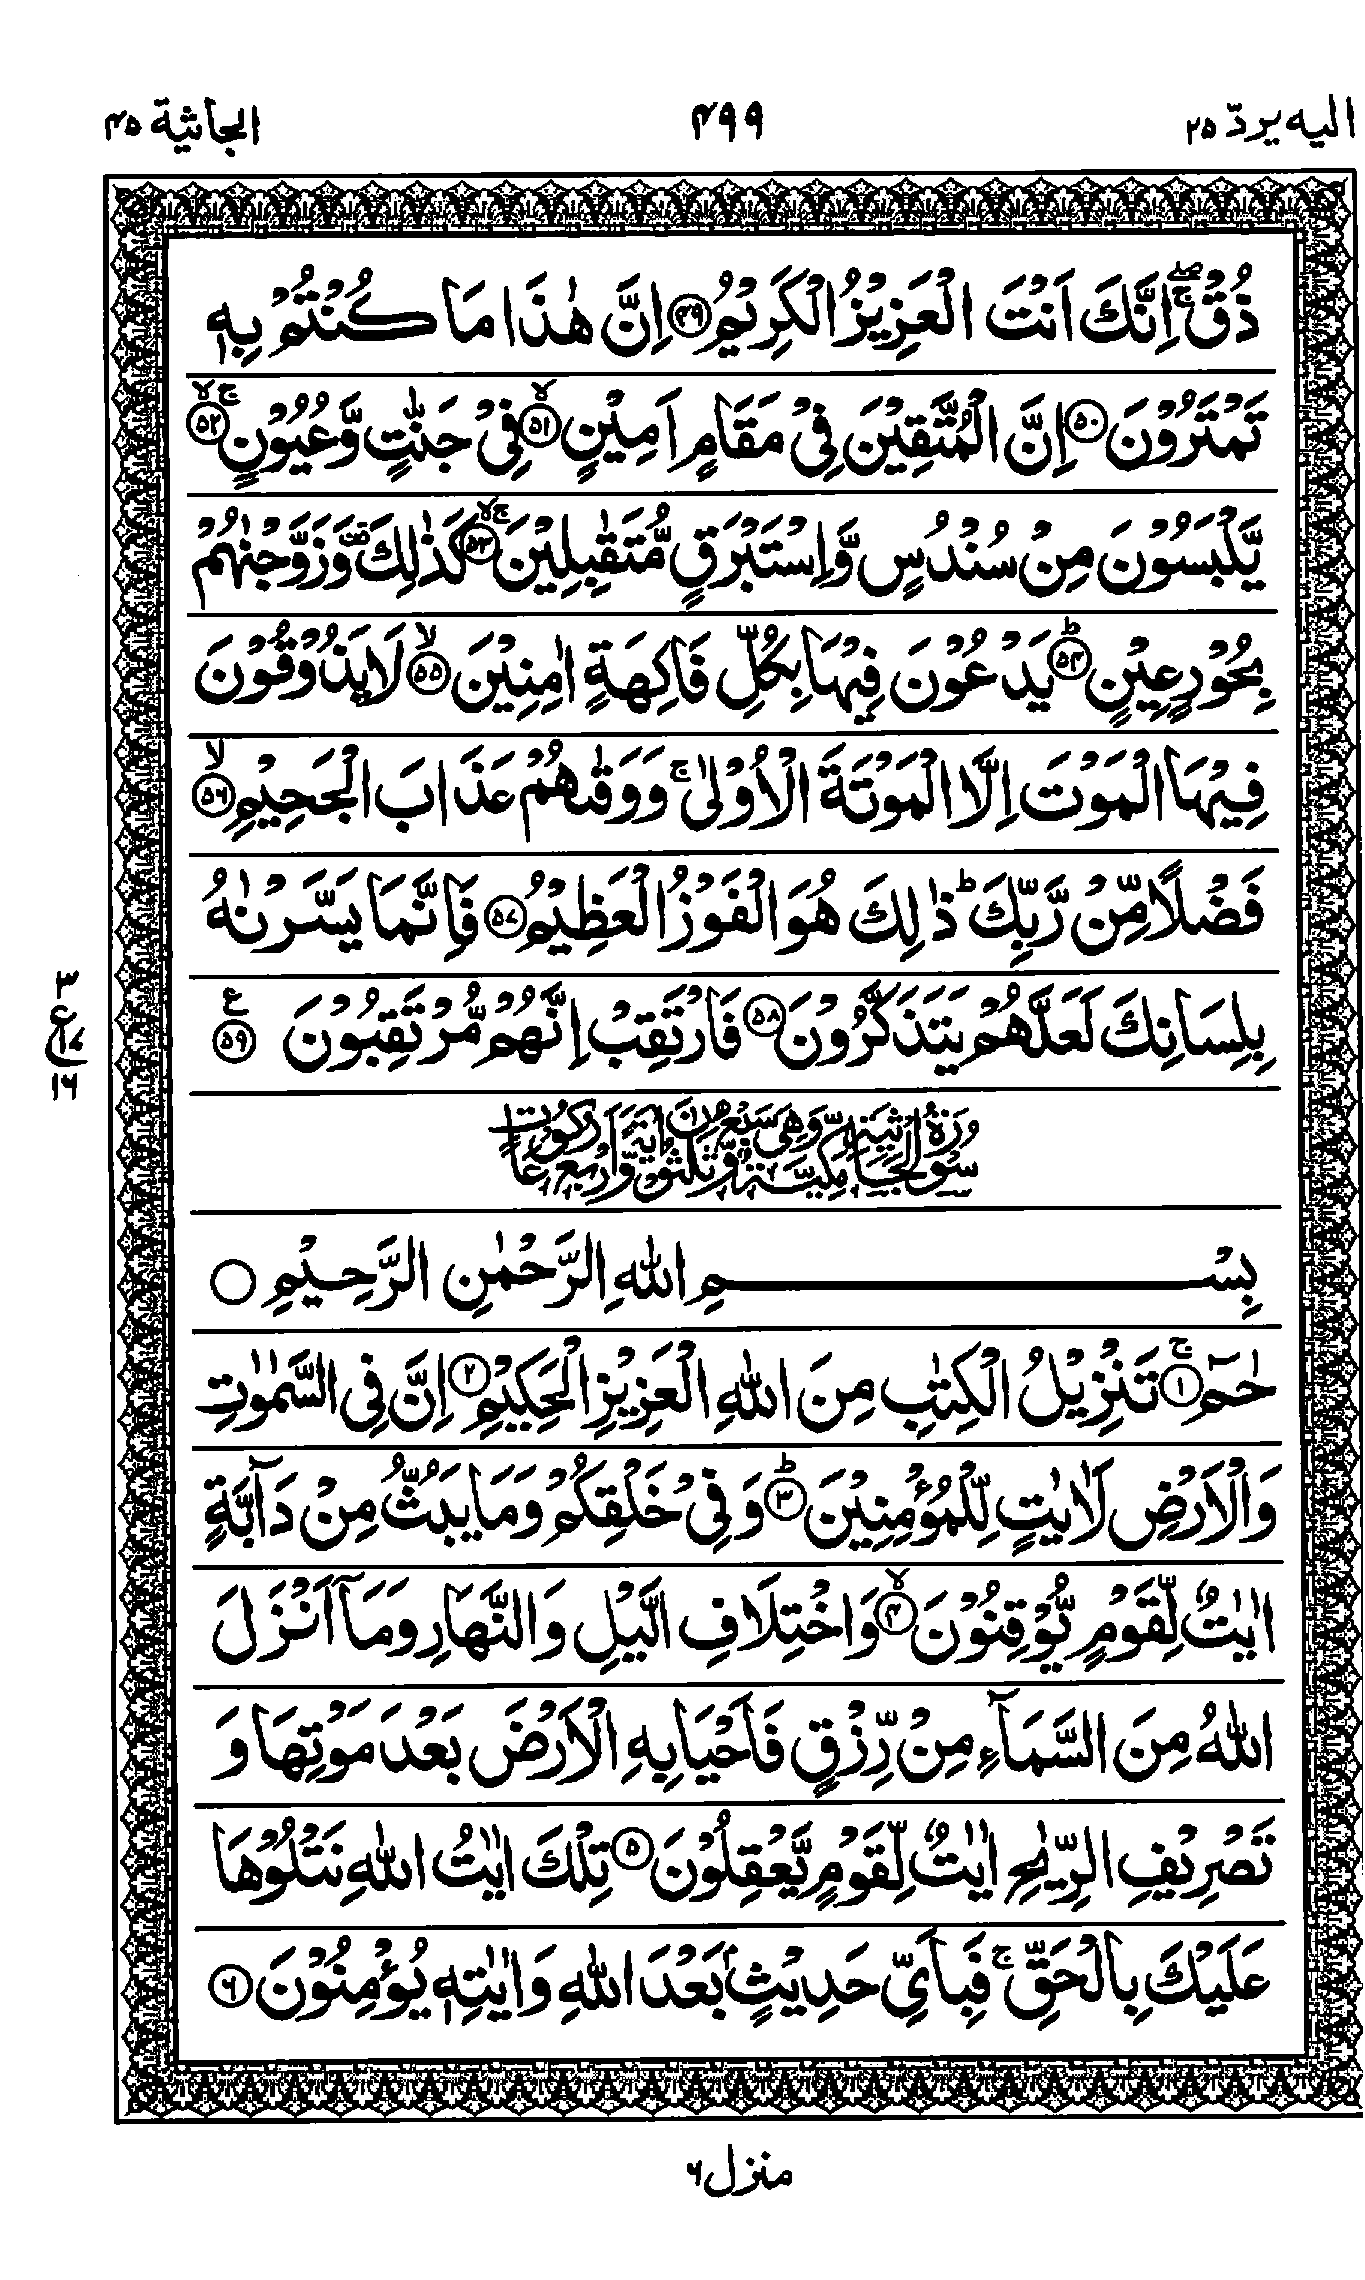 اليه يردّ ٢٥ ٤٩٩ الجاثية ٤٥
ذُقْ ۚۖ اِنَّكَ اَنْتَ الْعَزِيْزُ الْكَرِيْمُ ﴿٤٩﴾ اِنَّ هٰذَا مَا كُنْتُمْ بِهٖ
تَمْتَرُوْنَ ﴿٥٠﴾ اِنَّ الْمُتَّقِيْنَ فِيْ مَقَامٍ اَمِيْنٍ ﴿٥١﴾ۙ فِيْ جَنّٰتٍ وَّعُيُوْنٍ ﴿٥٢﴾ۚۙ
يَّلْبَسُوْنَ مِنْ سُنْدُسٍ وَّاِسْتَبْرَقٍ مُّتَقٰبِلِيْنَ ﴿٥٣﴾ۚۙ كَذٰلِكَ ۫ وَزَوَّجْنٰهُمْ
بِحُوْرٍ عِيْنٍ ﴿٥٤﴾ؕ يَدْعُوْنَ فِيْهَا بِكُلِّ فَاكِهَةٍ اٰمِنِيْنَ ﴿٥٥﴾ۙ لَا يَذُوْقُوْنَ
فِيْهَا الْمَوْتَ اِلَّا الْمَوْتَةَ الْاُوْلٰى ۚ وَوَقٰىهُمْ عَذَابَ الْجَحِيْمِ ﴿٥٦﴾ۙ
فَضْلًا مِّنْ رَّبِّكَ ؕ ذٰلِكَ هُوَ الْفَوْزُ الْعَظِيْمُ ﴿٥٧﴾ فَاِنَّمَا يَسَّرْنٰهُ
بِلِسَانِكَ لَعَلَّهُمْ يَتَذَكَّرُوْنَ ﴿٥٨﴾ فَارْتَقِبْ اِنَّهُمْ مُّرْتَقِبُوْنَ ﴿٥٩﴾ ع
٣
ع ١٧
١٦
سُوْرَةُ الْجَاثِيَةِ مَكِّيَّةٌ وَّهِيَ سَبْعٌ وَّثَلٰثُوْنَ اٰيَةً وَّاَرْبَعُ رُكُوْعَاتٍ
بِسْمِ اللّٰهِ الرَّحْمٰنِ الرَّحِيْمِ
حٰمٓ ﴿١﴾ۚ تَنْزِيْلُ الْكِتٰبِ مِنَ اللّٰهِ الْعَزِيْزِ الْحَكِيْمِ ﴿٢﴾ اِنَّ فِي السَّمٰوٰتِ
وَالْاَرْضِ لَاٰيٰتٍ لِّلْمُؤْمِنِيْنَ ﴿٣﴾ؕ وَفِيْ خَلْقِكُمْ وَمَا يَبُثُّ مِنْ دَآبَّةٍ
اٰيٰتٌ لِّقَوْمٍ يُّوْقِنُوْنَ ﴿٤﴾ۙ وَاخْتِلَافِ الَّيْلِ وَالنَّهَارِ وَمَآ اَنْزَلَ
اللّٰهُ مِنَ السَّمَآءِ مِنْ رِّزْقٍ فَاَحْيَا بِهِ الْاَرْضَ بَعْدَ مَوْتِهَا وَ
تَصْرِيْفِ الرِّيٰحِ اٰيٰتٌ لِّقَوْمٍ يَّعْقِلُوْنَ ﴿٥﴾ تِلْكَ اٰيٰتُ اللّٰهِ نَتْلُوْهَا
عَلَيْكَ بِالْحَقِّ ۚ فَبِاَيِّ حَدِيْثٍۭ بَعْدَ اللّٰهِ وَاٰيٰتِهٖ يُؤْمِنُوْنَ ﴿٦﴾
منزل ٦